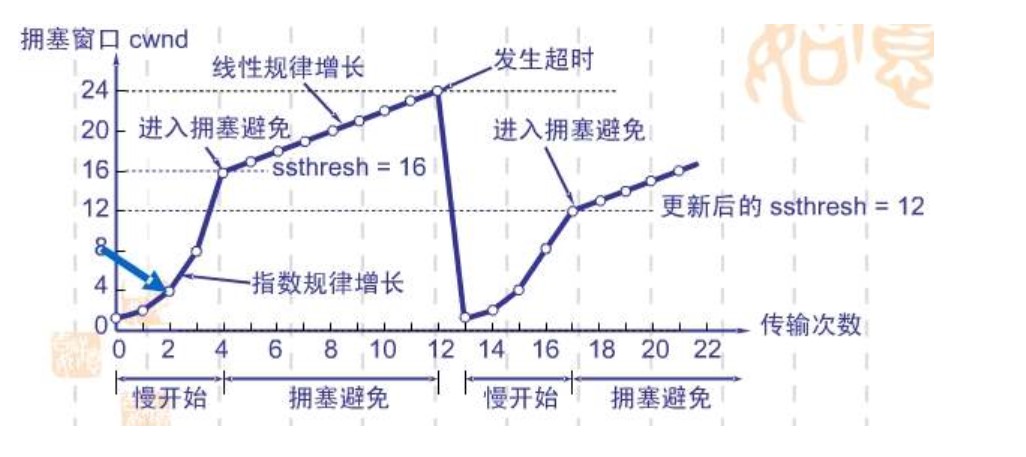 拥塞窗口 cwnd
线性规律增长
发生超时
24
20
进入拥塞避免
进入拥塞避免
16
ssthresh = 16
12
更新后的 ssthresh = 12
8
4
指数规律增长
0
传输次数
0 2 4 6 8 10 12 14 16 18 20 22
慢开始 拥塞避免 慢开始 拥塞避免
如意